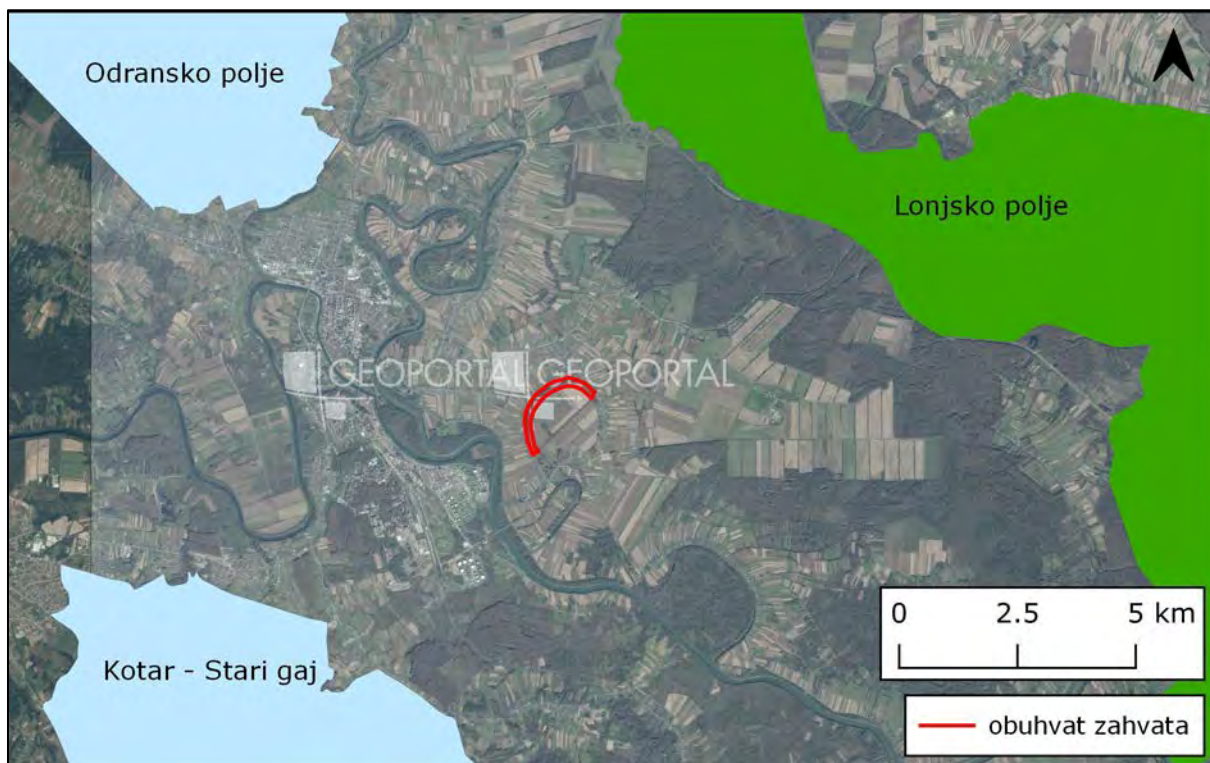 Odransko polje
Lonjsko polje
GEOPORTAL GEOPORTAL
Kotar - Stari gaj
0 2.5 5 km
obuhvat zahvata